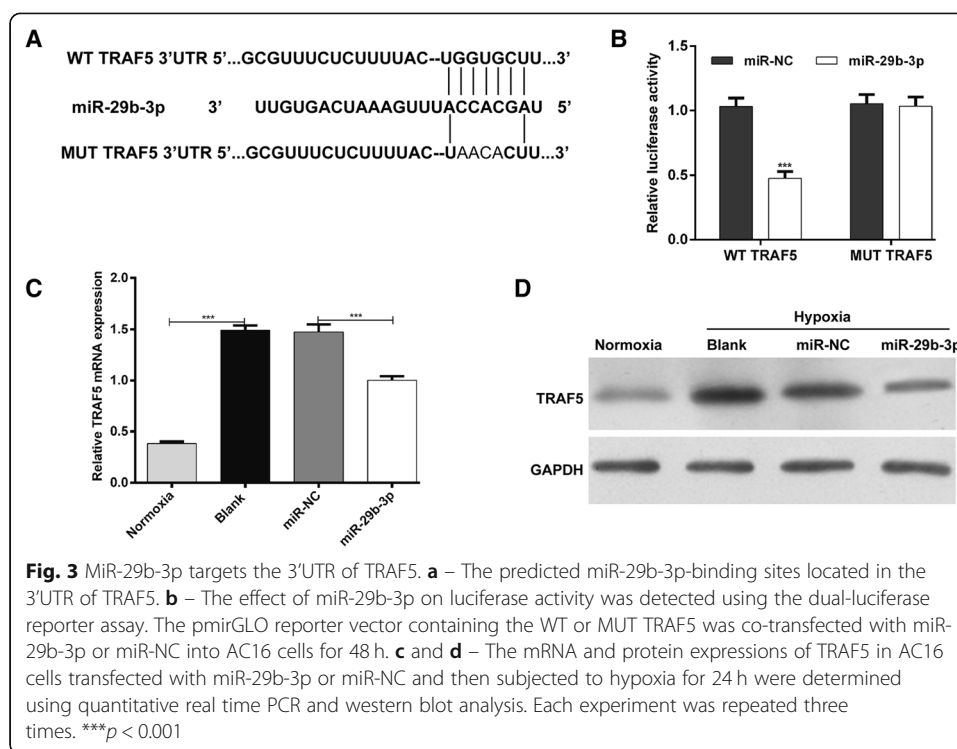 A
WT TRAF5 3'UTR 5'...GCGUUUCUCUUUUAC--UGGUGCUU...3'
miR-29b-3p 3' UUGUGACUAAAGUUUACCACGAU 5'
MUT TRAF5 3'UTR 5'...GCGUUUCUCUUUUAC--UAACACUU...3'
B
miR-NC miR-29b-3p
Relative luciferase activity
1.5
1.0
0.5
0.0
***
WT TRAF5 MUT TRAF5
C
Relative TRAF5 mRNA expression
2.0
1.5
1.0
0.5
0.0
*** ***
Normoxia Blank miR-NC miR-29b-3p
D
Hypoxia
Normoxia Blank miR-NC miR-29b-3p
TRAF5
GAPDH
Fig. 3 MiR-29b-3p targets the 3'UTR of TRAF5. a – The predicted miR-29b-3p-binding sites located in the
3'UTR of TRAF5. b – The effect of miR-29b-3p on luciferase activity was detected using the dual-luciferase
reporter assay. The pmirGLO reporter vector containing the WT or MUT TRAF5 was co-transfected with miR-
29b-3p or miR-NC into AC16 cells for 48 h. c and d – The mRNA and protein expressions of TRAF5 in AC16
cells transfected with miR-29b-3p or miR-NC and then subjected to hypoxia for 24 h were determined
using quantitative real time PCR and western blot analysis. Each experiment was repeated three
times. ***p < 0.001